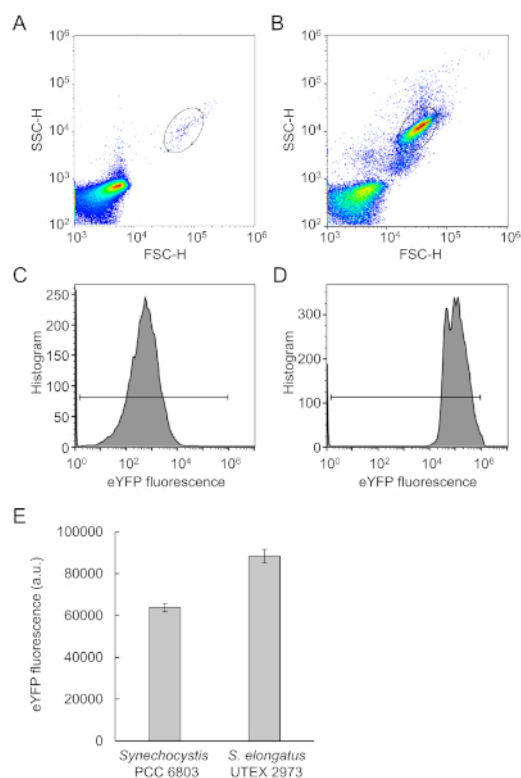 A
B
10⁶
10⁵
10⁴
10³
10²
SSC-H
10³ 10⁴ 10⁵ 10⁶
FSC-H
10⁶
10⁵
10⁴
10³
10²
SSC-H
10³ 10⁴ 10⁵ 10⁶
FSC-H
C
D
250
200
150
100
50
0
Histogram
10⁰ 10² 10⁴ 10⁶
eYFP fluorescence
300
200
100
0
Histogram
10⁰ 10² 10⁴ 10⁶
eYFP fluorescence
E
100000
80000
60000
40000
20000
0
eYFP fluorescence (a.u.)
Synechocystis S. elongatus
PCC 6803 UTEX 2973